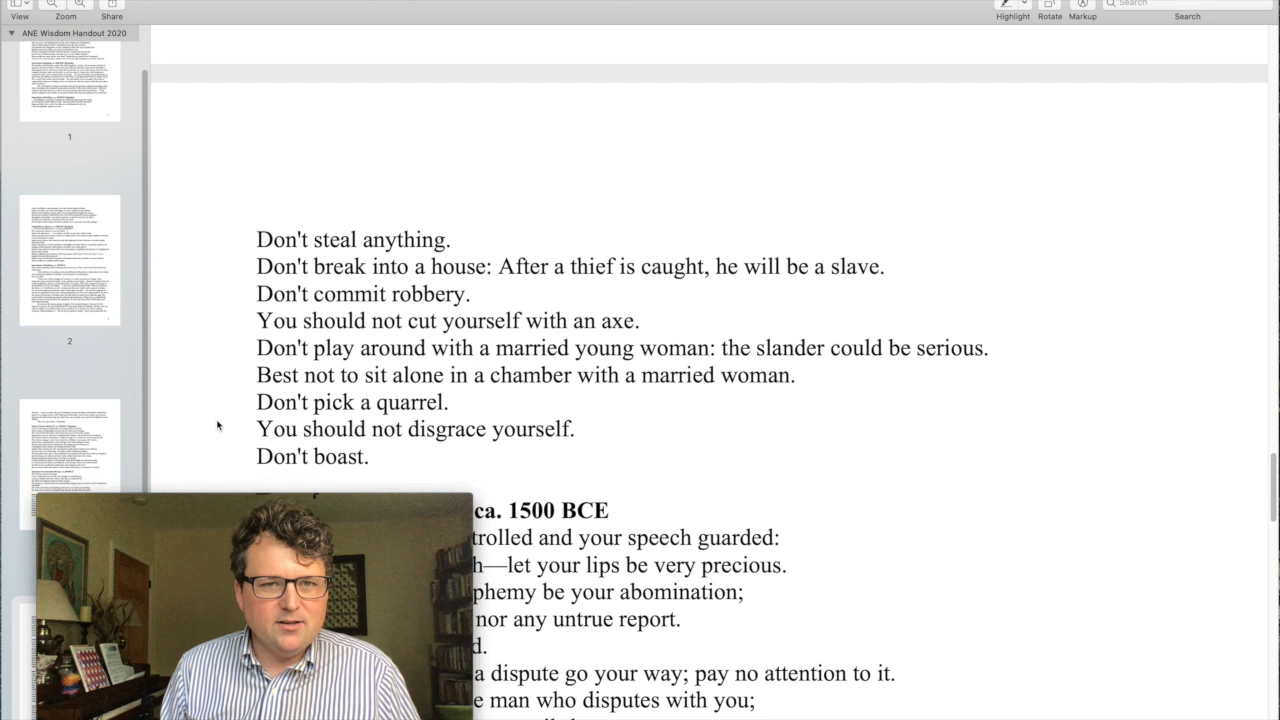 View
Zoom
Share
Highlight
Rotate
Markup
Search
Search
ANE Wisdom Handout 2020
1
2
Don't steal anything.
Don't break into a house. After a thief is caught, he will be a slave.
Don't commit robbery.
You should not cut yourself with an axe.
Don't play around with a married young woman: the slander could be serious.
Best not to sit alone in a chamber with a married woman.
Don't pick a quarrel.
You should not disgrace yourself.
Don't boast.
ca. 1500 BCE
trolled and your speech guarded:
h—let your lips be very precious.
phemy be your abomination;
nor any untrue report.
d.
a dispute go your way; pay no attention to it.
e man who disputes with you;